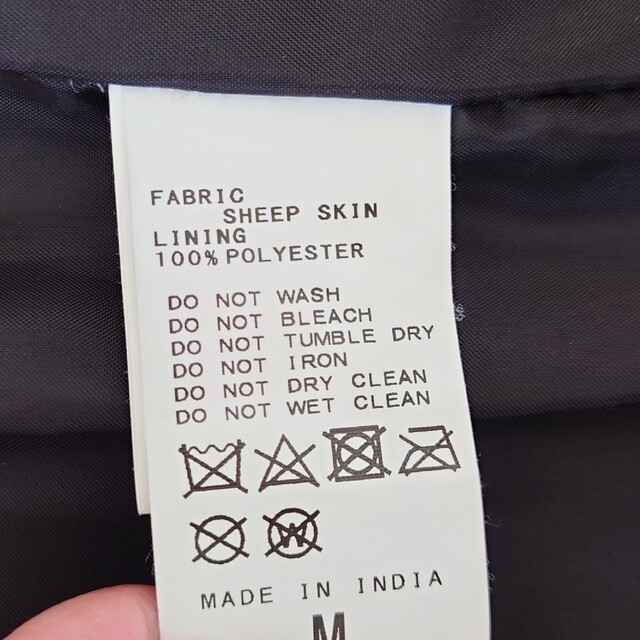 FABRIC
SHEEP SKIN
LINING
100% POLYESTER
DO NOT WASH
DO NOT BLEACH
DO NOT TUMBLE DRY
DO NOT IRON
DO NOT DRY CLEAN
DO NOT WET CLEAN
W
MADE IN INDIA
M